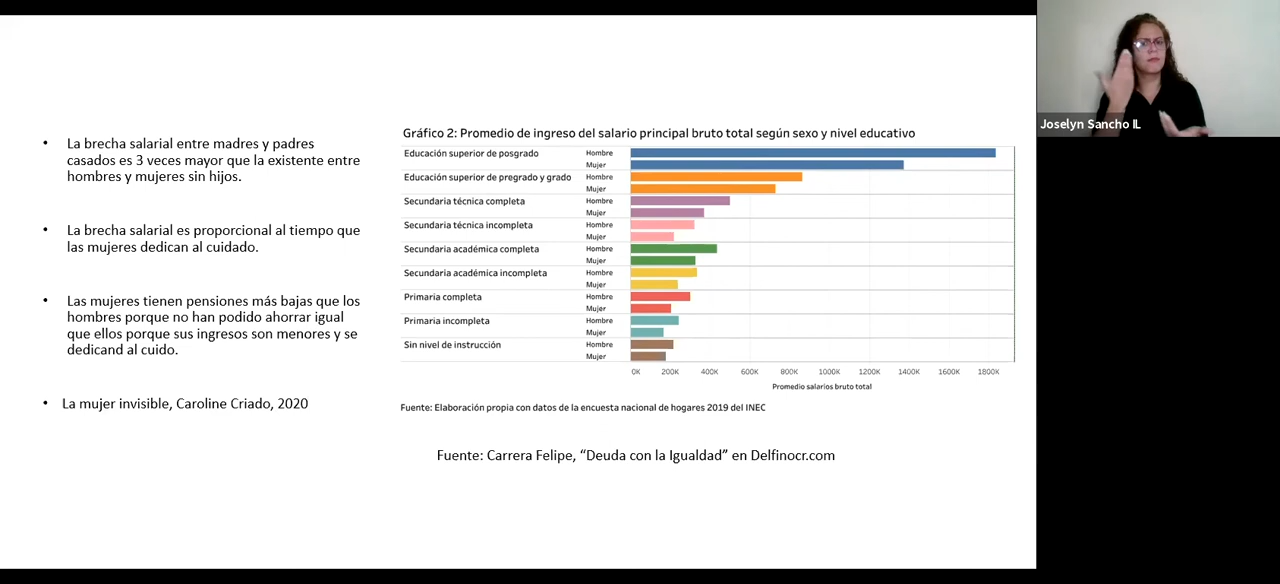 • La brecha salarial entre madres y padres
casados es 3 veces mayor que la existente entre
hombres y mujeres sin hijos.
• La brecha salarial es proporcional al tiempo que
las mujeres dedican al cuidado.
• Las mujeres tienen pensiones más bajas que los
hombres porque no han podido ahorrar igual
que ellos porque sus ingresos son menores y se
dedicand al cuido.
• La mujer invisible, Caroline Criado, 2020
Gráfico 2: Promedio de ingreso del salario principal bruto total según sexo y nivel educativo
Educación superior de posgrado Hombre
Mujer
Educación superior de pregrado y grado Hombre
Mujer
Secundaria técnica completa Hombre
Mujer
Secundaria técnica incompleta Hombre
Mujer
Secundaria académica completa Hombre
Mujer
Secundaria académica incompleta Hombre
Mujer
Primaria completa Hombre
Mujer
Primaria incompleta Hombre
Mujer
Sin nivel de instrucción Hombre
Mujer
0K 200K 400K 600K 800K 1000K 1200K 1400K 1600K 1800K
Promedio salarios bruto total
Fuente: Elaboración propia con datos de la encuesta nacional de hogares 2019 del INEC
Fuente: Carrera Felipe, “Deuda con la Igualdad” en Delfinocr.com
Joselyn Sancho IL